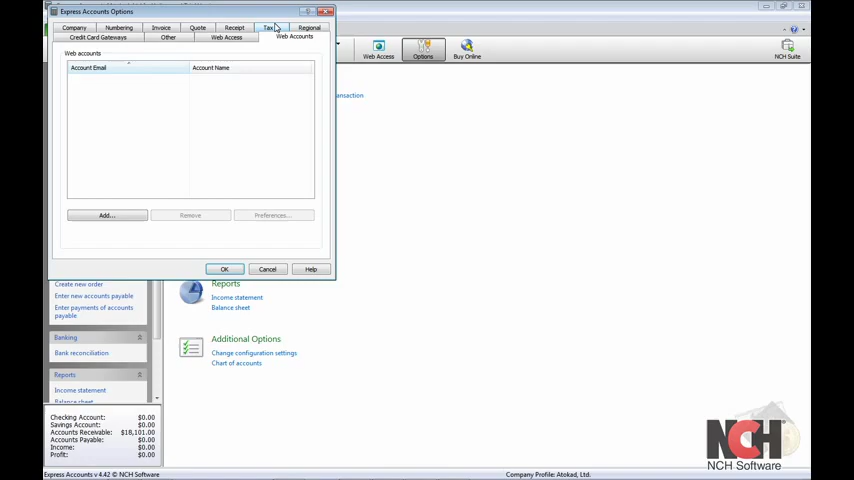 Express Accounts Options
Company Numbering Invoice Quote Receipt Tax Regional
Credit Card Gateways Other Web Access Web Accounts
Web accounts
Account Email Account Name
Add... Remove Preferences...
OK Cancel Help
Web Access Options Buy Online NCH Suite
ansaction
Create new order
Enter new accounts payable
Enter payments of accounts
payable
Banking
Bank reconciliation
Reports
Income statement
Balance sheet
Reports
Income statement
Balance sheet
Additional Options
Change configuration settings
Chart of accounts
Checking Account: $0.00
Savings Account: $0.00
Accounts Receivable: $18,101.00
Accounts Payable: $0.00
Income: $0.00
Profit: $0.00
NCH
NCH Software
Express Accounts v 4.42 © NCH Software
Company Profile: Atokad, Ltd.